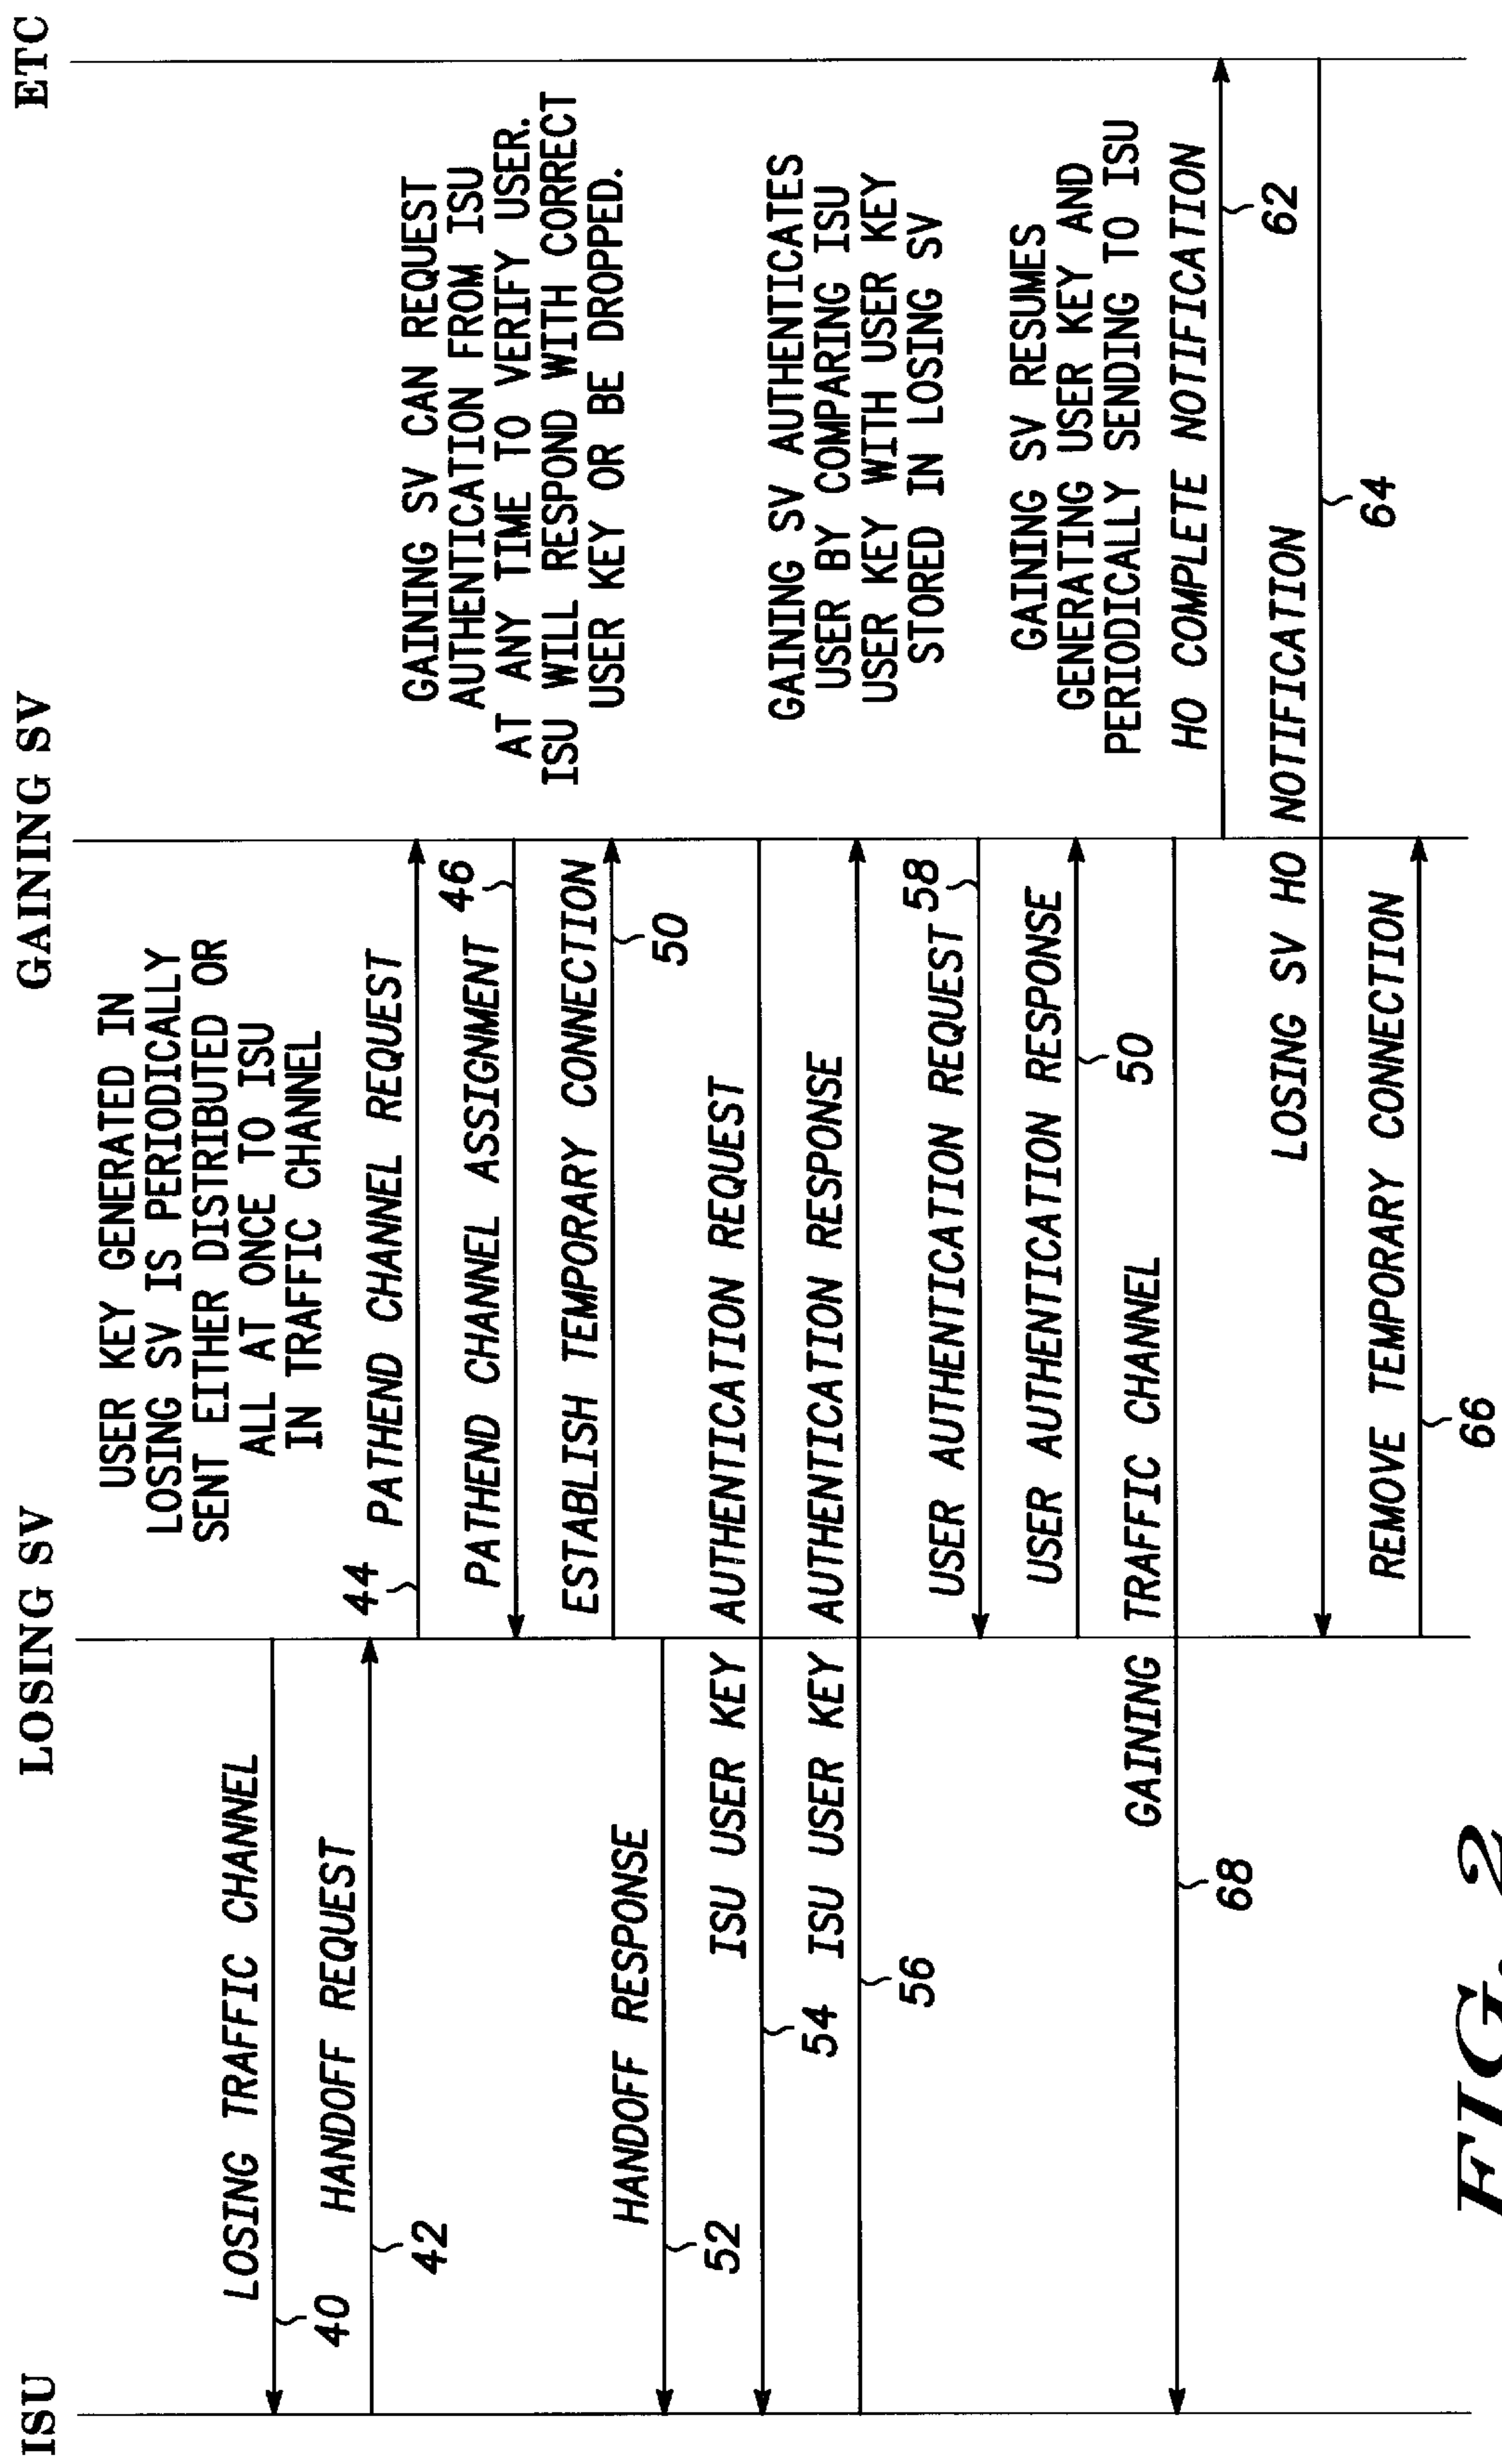 ISU
LOSING SV
GAINING SV
ETC
USER KEY GENERATED IN
LOSING SV IS PERIODICALLY
SENT EITHER DISTRIBUTED OR
ALL AT ONCE TO ISU
IN TRAFFIC CHANNEL
LOSING TRAFFIC CHANNEL
40
HANDOFF REQUEST
42
44
PATHEND CHANNEL REQUEST
PATHEND CHANNEL ASSIGNMENT
46
ESTABLISH TEMPORARY CONNECTION
50
GAINING SV CAN REQUEST
AUTHENTICATION FROM ISU
AT ANY TIME TO VERIFY USER.
ISU WILL RESPOND WITH CORRECT
USER KEY OR BE DROPPED.
HANDOFF RESPONSE
52
ISU USER KEY AUTHENTICATION REQUEST
54
ISU USER KEY AUTHENTICATION RESPONSE
56
GAINING SV AUTHENTICATES
USER BY COMPARING ISU
USER KEY WITH USER KEY
STORED IN LOSING SV
USER AUTHENTICATION REQUEST
58
USER AUTHENTICATION RESPONSE
50
GAINING SV RESUMES
GENERATING USER KEY AND
PERIODICALLY SENDING TO ISU
GAINING TRAFFIC CHANNEL
68
HO COMPLETE NOTIFICATION
62
LOSING SV HO NOTIFICATION
64
REMOVE TEMPORARY CONNECTION
66
FIG. 2